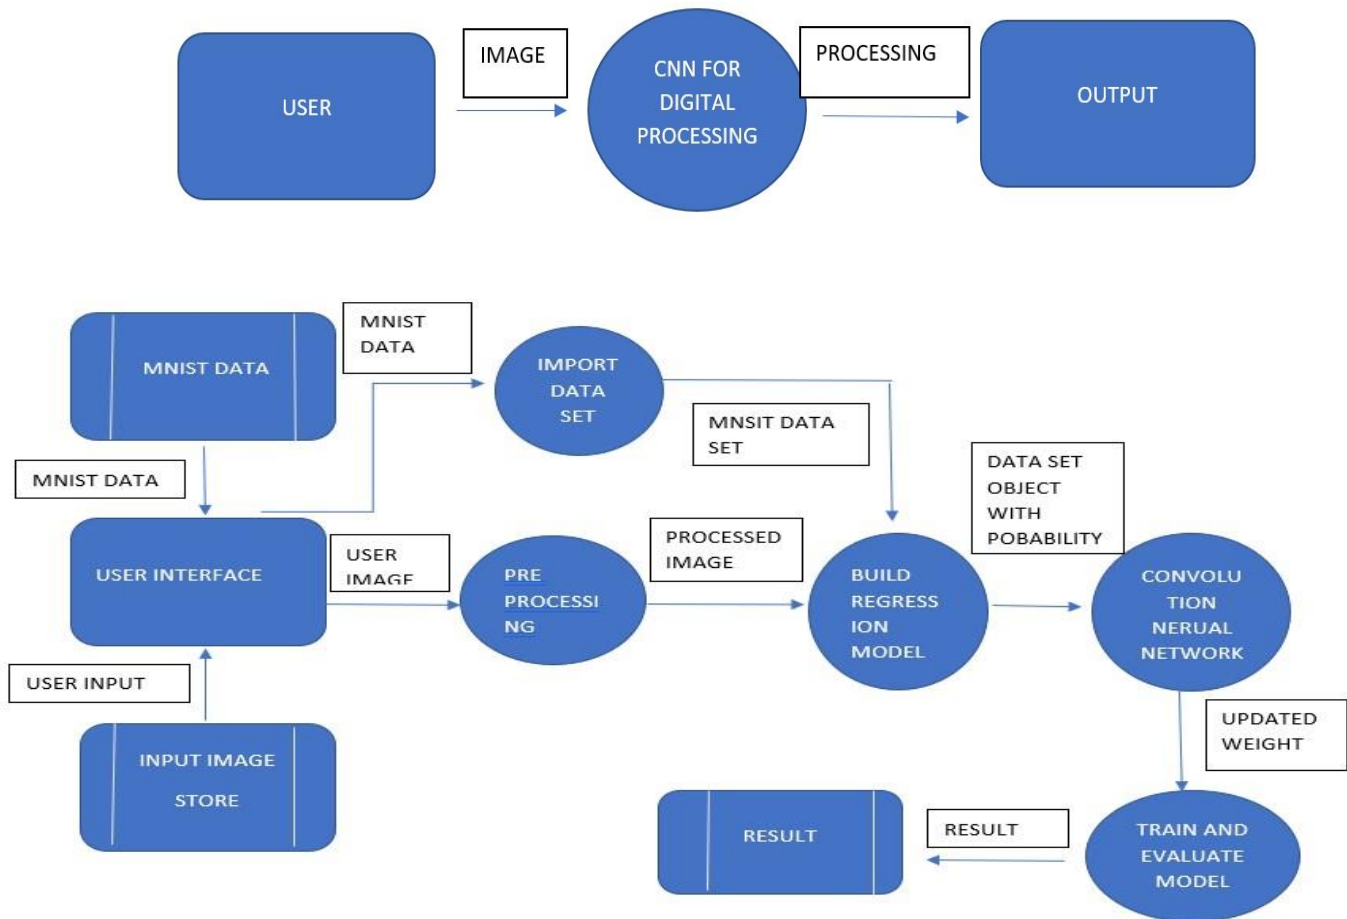 USER
IMAGE
CNN FOR
DIGITAL
PROCESSING
PROCESSING
OUTPUT
MNIST DATA
MNIST
DATA
IMPORT
DATA
SET
MNSIT DATA
SET
MNIST DATA
DATA SET
OBJECT
WITH
POBABILITY
USER INTERFACE
USER
IMAGE
PRE
PROCESSI
NG
PROCESSED
IMAGE
BUILD
REGRESS
ION
MODEL
CONVOLU
TION
NERUAL
NETWORK
USER INPUT
INPUT IMAGE
STORE
UPDATED
WEIGHT
RESULT
RESULT
TRAIN AND
EVALUATE
MODEL